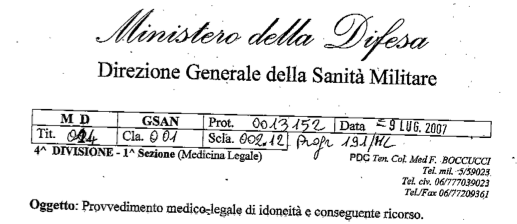 Ministero della Difesa
Direzione Generale della Sanità Militare
M D GSAN Prot. 0013152 Data = 9 LUG. 2007
Tit. 004 Cla. 001 Scla. 002.12 Progr 191/ML
4^ DIVISIONE - 1^ Sezione (Medicina Legale) PDC Ten. Col. Med F. BOCCUCCI
Tel. mil. 5/59023
Tel. civ. 06/777039023
Tel./Fax 06/77209361
Oggetto: Provvedimento medico-legale di idoneità e conseguente ricorso.